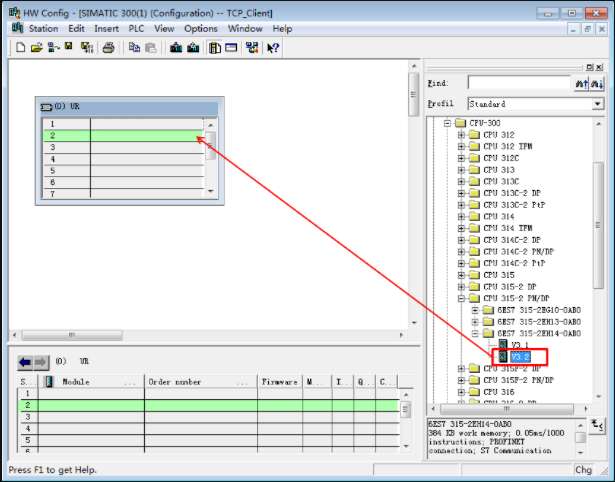 HW Config - [SIMATIC 300(1) (Configuration) -- TCP_Client]
Station Edit Insert PLC View Options Window Help
(0) UR
1
2
3
4
5
6
7
Find:
Profil Standard
CPU-300
CPU 312
CPU 312 IFM
CPU 312C
CPU 313
CPU 313C
CPU 313C-2 DP
CPU 313C-2 PtP
CPU 314
CPU 314 IFM
CPU 314C-2 DP
CPU 314C-2 PN/DP
CPU 314C-2 PtP
CPU 315
CPU 315-2 DP
CPU 315-2 PN/DP
6ES7 315-2EG10-0AB0
6ES7 315-2EH13-0AB0
6ES7 315-2EH14-0AB0
V3.1
V3.2
CPU 315F-2 DP
CPU 315F-2 PN/DP
CPU 316
(0) UR
S... Module ... Order number ... Firmware M... I... Q... C...
1
2
3
4
5
6ES7 315-2EH14-0AB0
384 KB work memory; 0.05ms/1000
instructions; PROFINET
connection; S7 Communication
Press F1 to get Help.
Chg